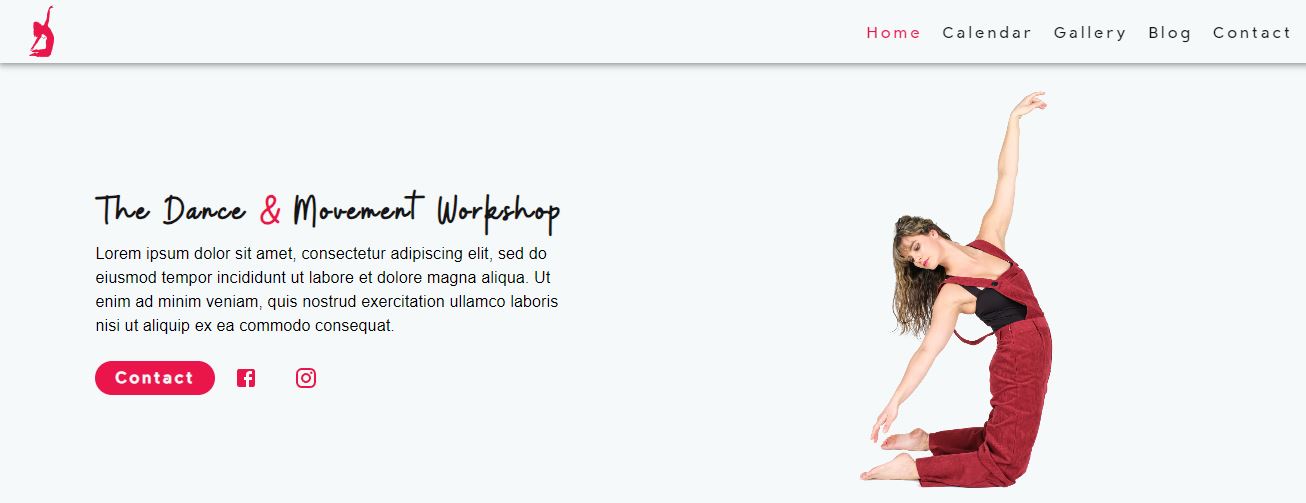 Home Calendar Gallery Blog Contact
The Dance & Movement Workshop
Lorem ipsum dolor sit amet, consectetur adipiscing elit, sed do
eiusmod tempor incididunt ut labore et dolore magna aliqua. Ut
enim ad minim veniam, quis nostrud exercitation ullamco laboris
nisi ut aliquip ex ea commodo consequat.
Contact